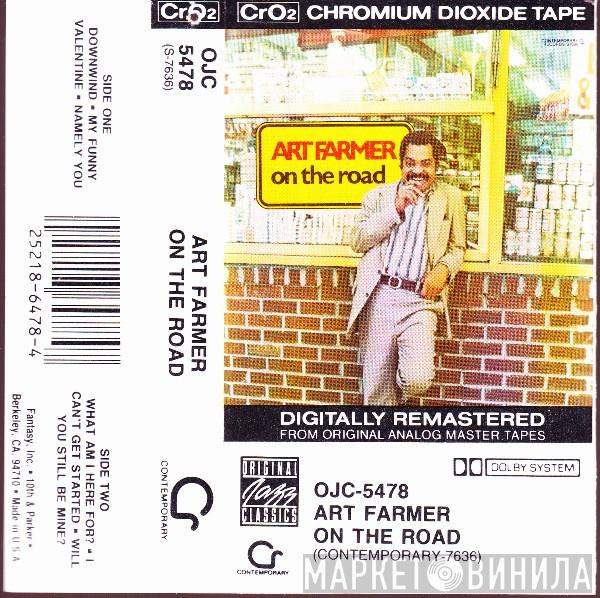 CrO2
CrO2 CHROMIUM DIOXIDE TAPE
OJC
5478
(S-7636)
SIDE ONE
DOWNWIND • MY FUNNY
VALENTINE • NAMELY YOU
ART FARMER
on the road
ART FARMER
ON THE ROAD
25218-6478-4
SIDE TWO
WHAT AM I HERE FOR? • I
CAN'T GET STARTED • WILL
YOU STILL BE MINE?
Fantasy, Inc. • 10th & Parker •
Berkeley, CA. 94710 • Made in U S A
CONTEMPORARY
DIGITALLY REMASTERED
FROM ORIGINAL ANALOG MASTER TAPES
ORIGINAL
Jazz
CLASSICS
CONTEMPORARY
DOLBY SYSTEM
OJC-5478
ART FARMER
ON THE ROAD
(CONTEMPORARY-7636)
МАРКЕТ ВИНИЛА